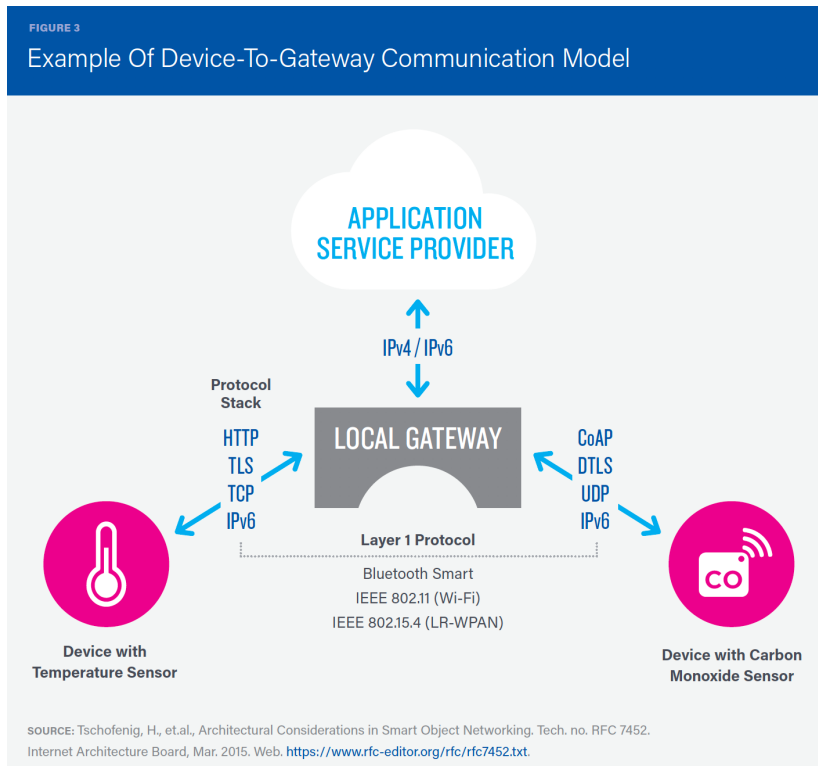 FIGURE 3
Example Of Device-To-Gateway Communication Model
APPLICATION
SERVICE PROVIDER
IPv4 / IPv6
Protocol
Stack
HTTP
TLS
TCP
IPv6
LOCAL GATEWAY
CoAP
DTLS
UDP
IPv6
Layer 1 Protocol
Bluetooth Smart
IEEE 802.11 (Wi-Fi)
IEEE 802.15.4 (LR-WPAN)
Device with
Temperature Sensor
CO
Device with Carbon
Monoxide Sensor
SOURCE: Tschofenig, H., et.al., Architectural Considerations in Smart Object Networking. Tech. no. RFC 7452.
Internet Architecture Board, Mar. 2015. Web. https://www.rfc-editor.org/rfc/rfc7452.txt.